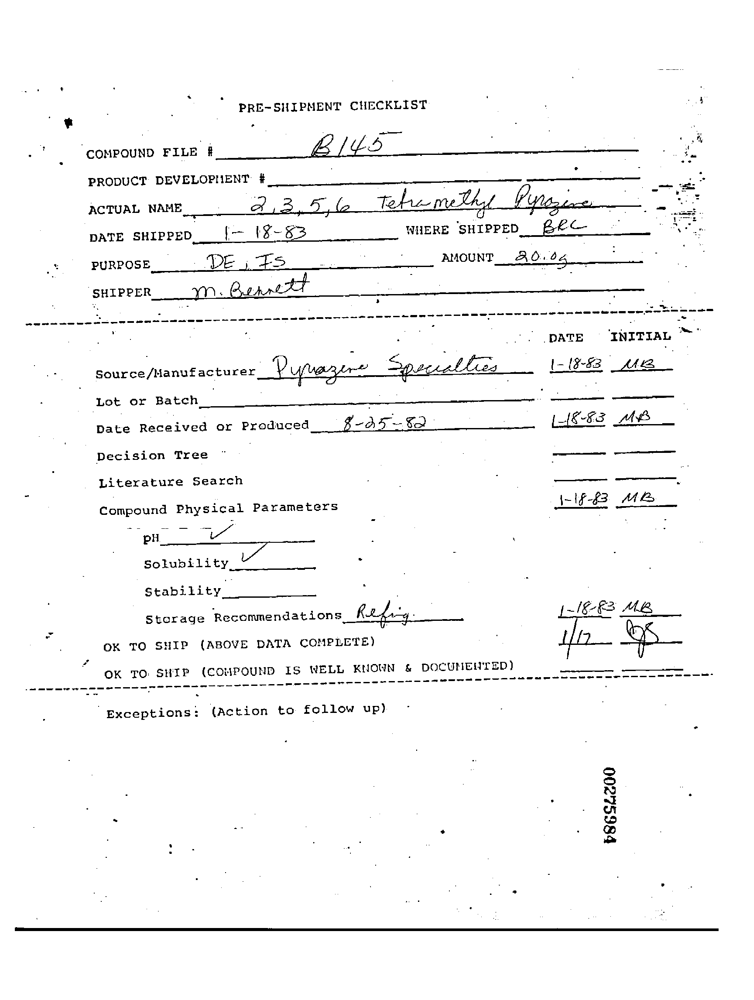 PRE-SHIPMENT CHECKLIST
COMPOUND FILE # B145
PRODUCT DEVELOPMENT #
ACTUAL NAME 2,3,5,6 Tetramethyl Pyrazine
DATE SHIPPED 1-18-83 WHERE SHIPPED BRC
PURPOSE DE, IS AMOUNT 20.0g
SHIPPER M. Bennett
DATE INITIAL
Source/Manufacturer Pyrazine Specialties 1-18-83 MB
Lot or Batch
Date Received or Produced 8-25-82 1-18-83 MB
Decision Tree
Literature Search
Compound Physical Parameters 1-18-83 MB
pH ✓
Solubility ✓
Stability
Storage Recommendations Refrig. 1-18-83 MB
OK TO SHIP (ABOVE DATA COMPLETE) 1/17
OK TO SHIP (COMPOUND IS WELL KNOWN & DOCUMENTED)
Exceptions: (Action to follow up)
00275984